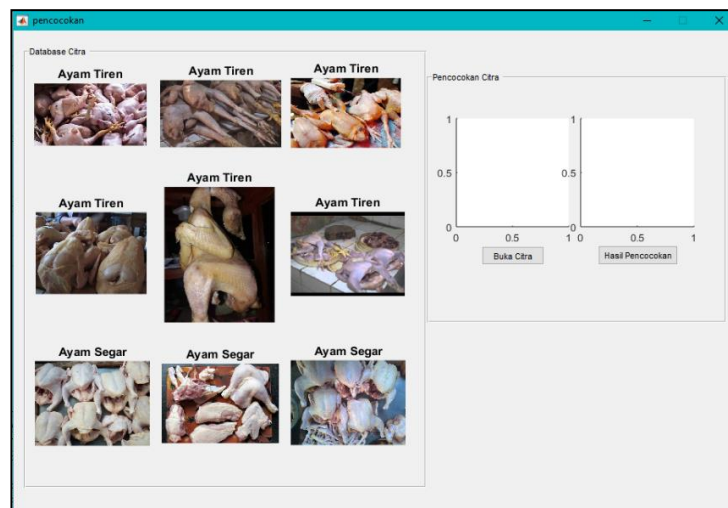 pencocokan
Database Citra
Ayam Tiren
Ayam Tiren
Ayam Tiren
Ayam Tiren
Ayam Tiren
Ayam Tiren
Ayam Segar
Ayam Segar
Ayam Segar
Pencocokan Citra
1
0.5
0
0
0.5
1
1
0.5
0
0
0.5
1
Buka Citra
Hasil Pencocokan